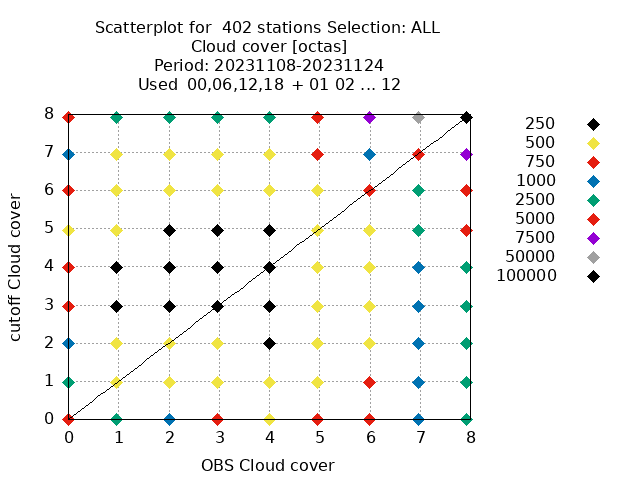 Scatterplot for  402 stations Selection: ALL
Cloud cover [octas]
Period: 20231108-20231124
Used  00,06,12,18 + 01 02 ... 12
8
7
6
5
4
3
2
1
0
cutoff Cloud cover
0 1 2 3 4 5 6 7 8
OBS Cloud cover
250
500
750
1000
2500
5000
7500
50000
100000